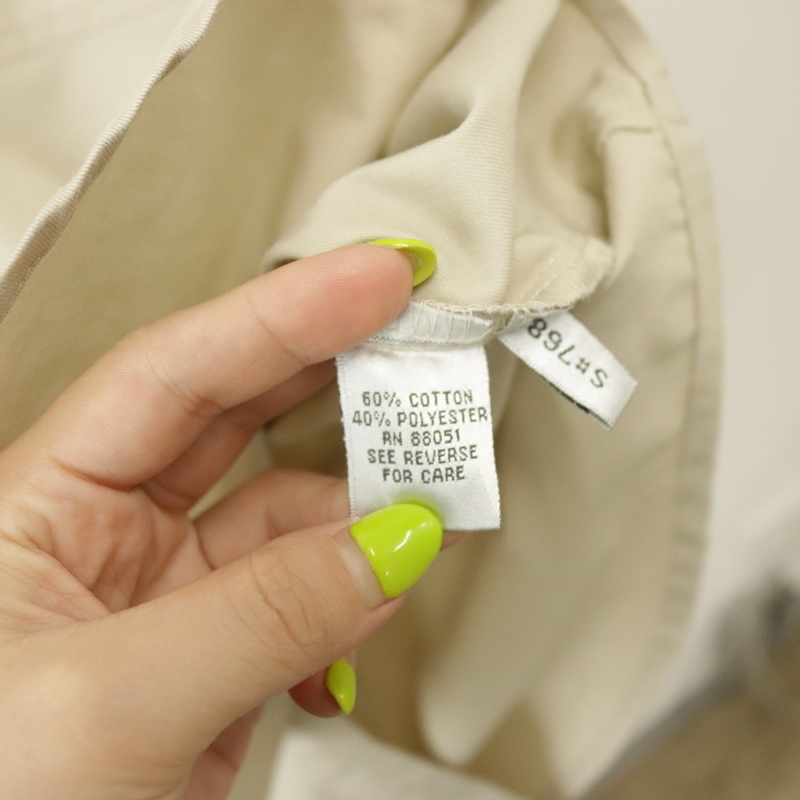 60% COTTON
40% POLYESTER
RN 88051
SEE REVERSE
FOR CARE
S#768